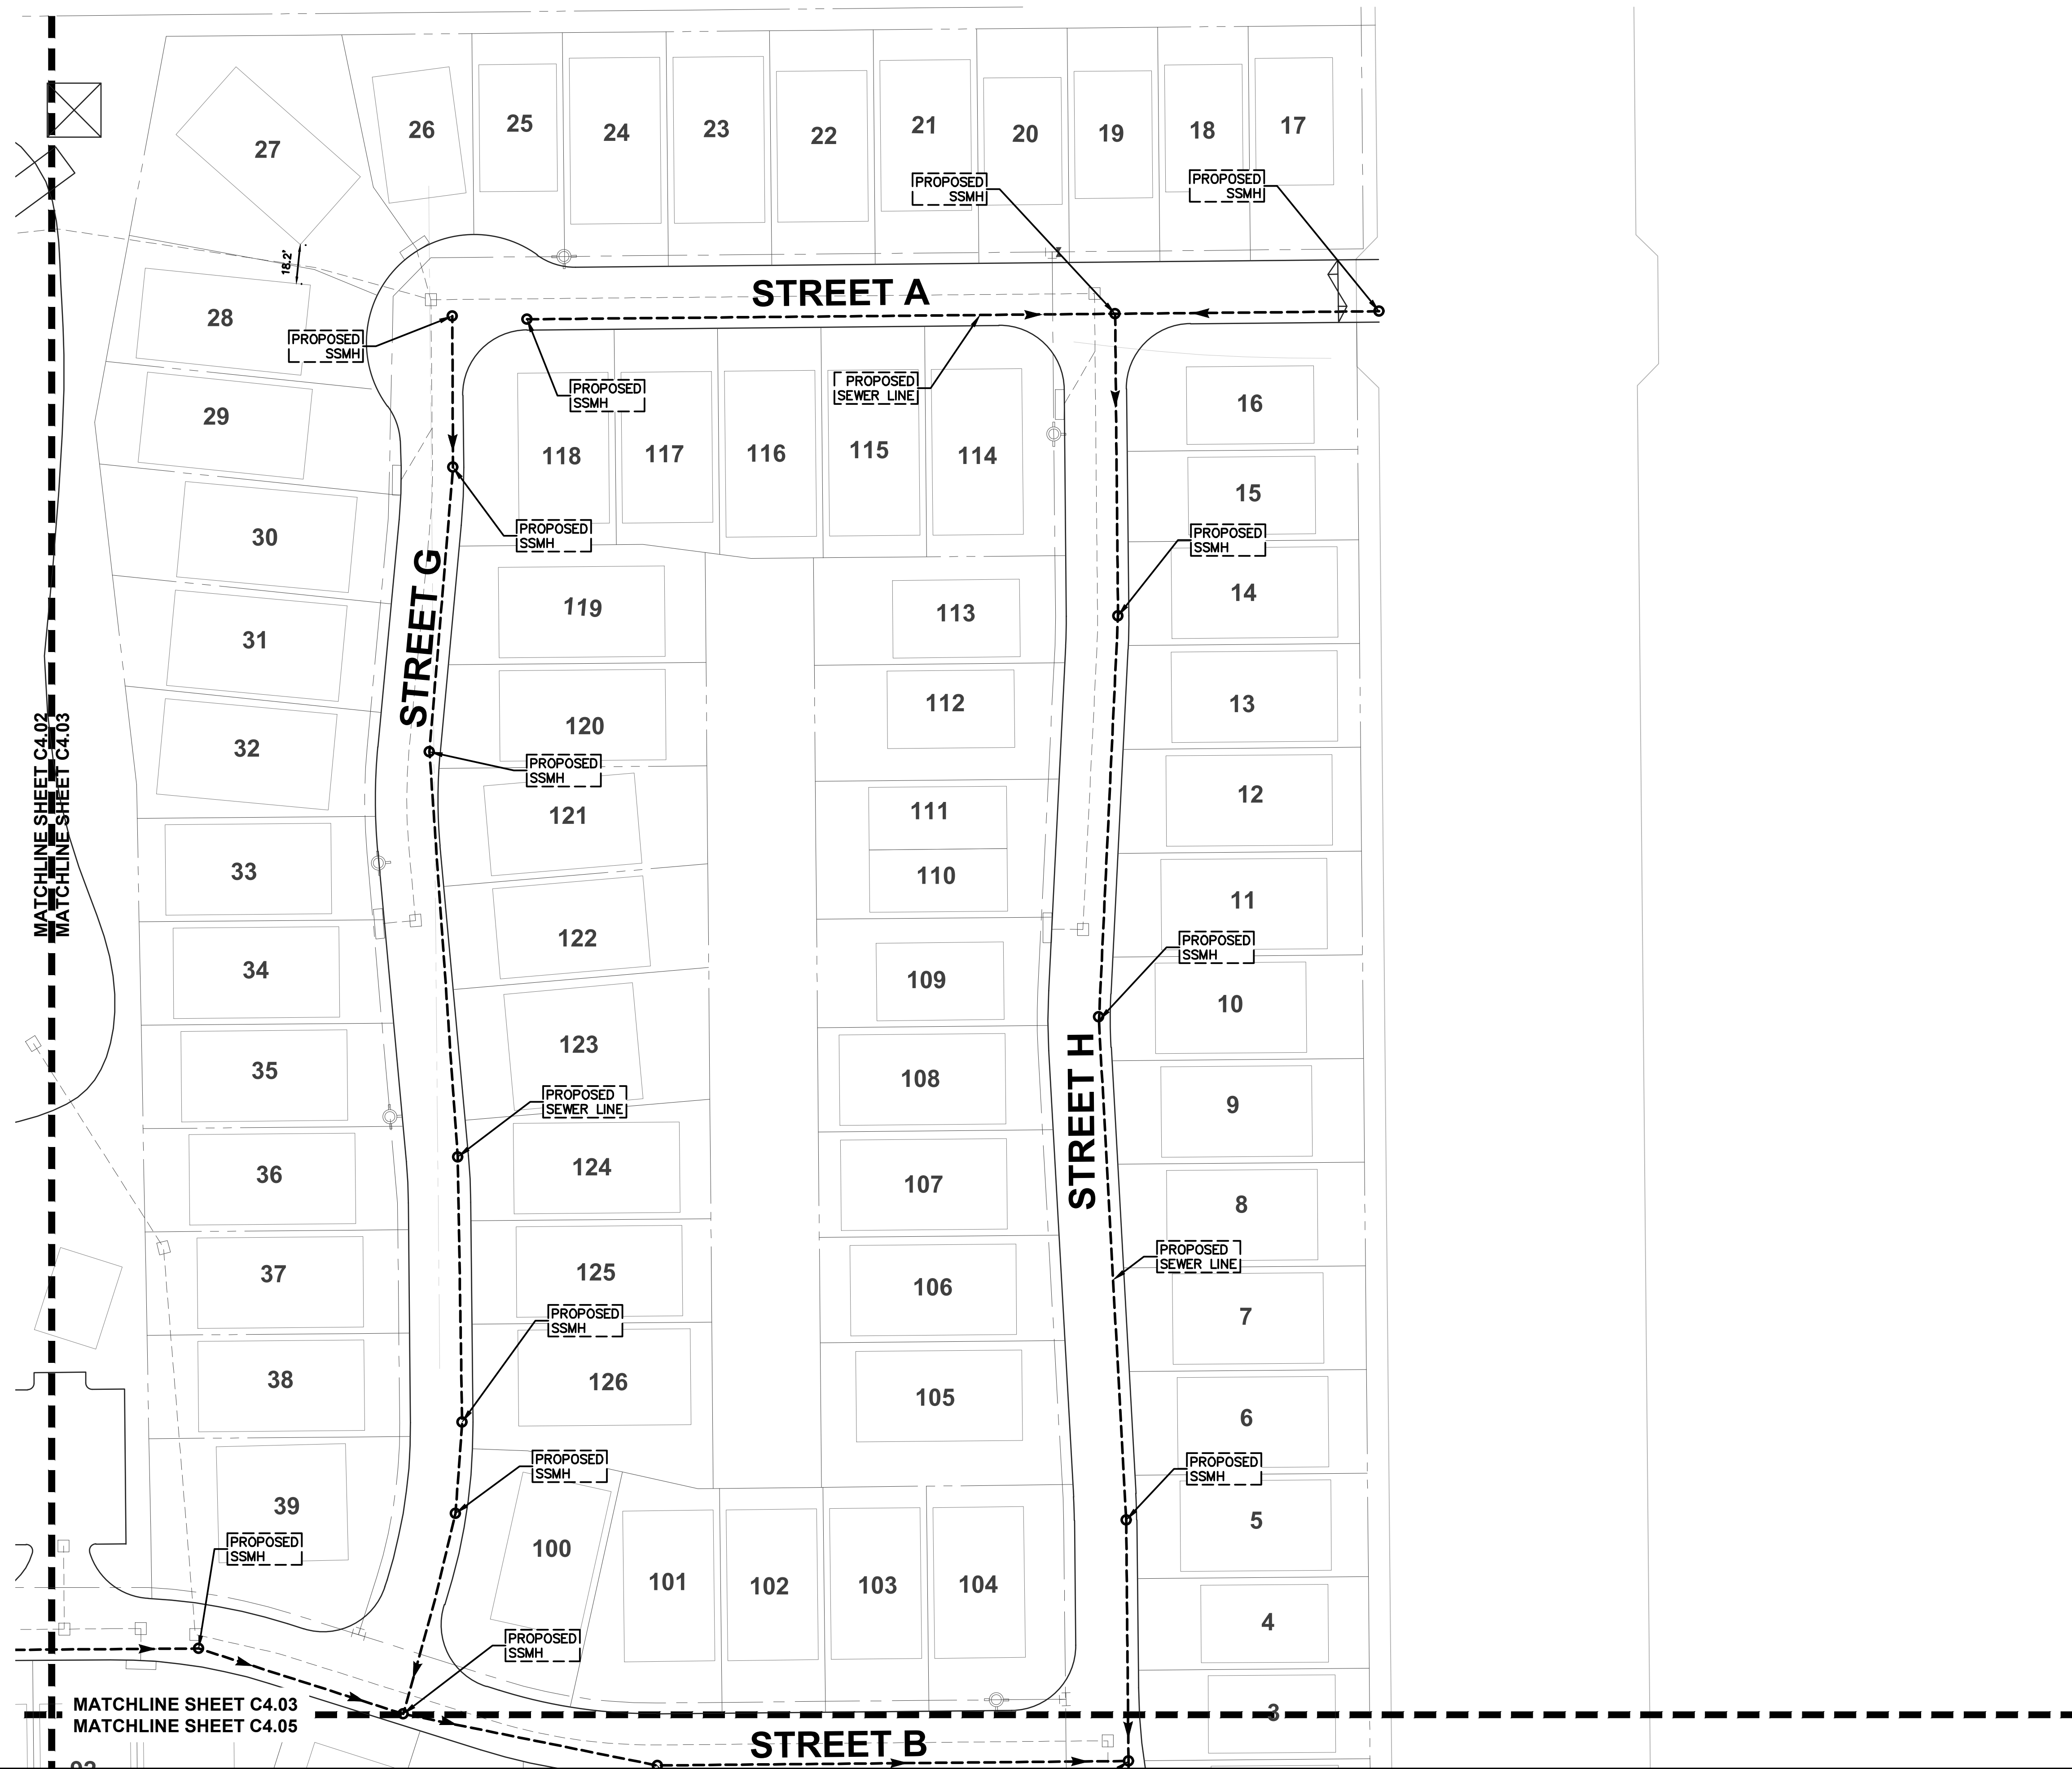 27
26
25
24
23
22
21
20
19
18
17
PROPOSED
SSMH
PROPOSED
SSMH
18.2'
28
STREET A
PROPOSED
SSMH
PROPOSED
SSMH
PROPOSED
SEWER LINE
16
29
118
117
116
115
114
15
30
PROPOSED
SSMH
PROPOSED
SSMH
STREET G
14
119
113
31
120
112
13
32
PROPOSED
SSMH
MATCHLINE SHEET C4.02
MATCHLINE SHEET C4.03
12
121
111
33
110
11
122
PROPOSED
SSMH
34
109
10
123
35
108
STREET H
9
PROPOSED
SEWER LINE
36
124
107
8
PROPOSED
SEWER LINE
37
125
106
7
PROPOSED
SSMH
38
126
105
6
PROPOSED
SSMH
PROPOSED
SSMH
39
5
PROPOSED
SSMH
100
101
102
103
104
4
PROPOSED
SSMH
MATCHLINE SHEET C4.03
MATCHLINE SHEET C4.05
3
STREET B